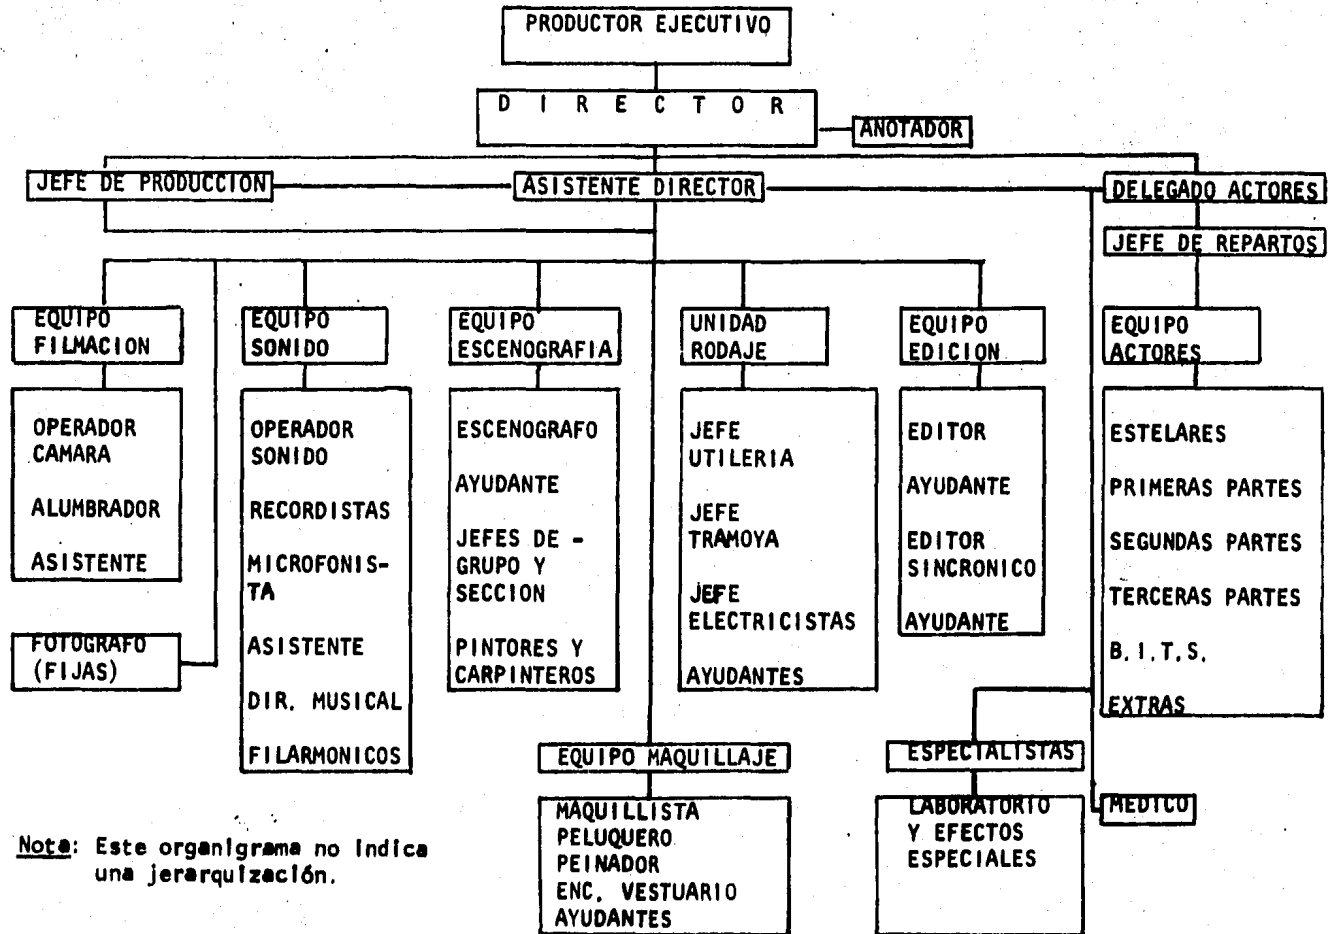 PRODUCTOR EJECUTIVO
D I R E C T O R
ANOTADOR
JEFE DE PRODUCCION
ASISTENTE DIRECTOR
DELEGADO ACTORES
JEFE DE REPARTOS
EQUIPO
FILMACION
EQUIPO
SONIDO
EQUIPO
ESCENOGRAFIA
UNIDAD
RODAJE
EQUIPO
EDICION
EQUIPO
ACTORES
OPERADOR
CAMARA
ALUMBRADOR
ASISTENTE
FOTOGRAFO
(FIJAS)
OPERADOR
SONIDO
RECORDISTAS
MICROFONIS-
TA
ASISTENTE
DIR. MUSICAL
FILARMONICOS
ESCENOGRAFO
AYUDANTE
JEFES DE -
GRUPO Y
SECCION
PINTORES Y
CARPINTEROS
JEFE
UTILERIA
JEFE
TRAMOYA
JEFE
ELECTRICISTAS
AYUDANTES
EDITOR
AYUDANTE
EDITOR
SINCRONICO
AYUDANTE
ESTELARES
PRIMERAS PARTES
SEGUNDAS PARTES
TERCERAS PARTES
B.I.T.S.
EXTRAS
EQUIPO MAQUILLAJE
MAQUILLISTA
PELUQUERO
PEINADOR
ENC. VESTUARIO
AYUDANTES
ESPECIALISTAS
LABORATORIO
Y EFECTOS
ESPECIALES
MEDICO
Nota: Este organigrama no indica
una jerarquización.